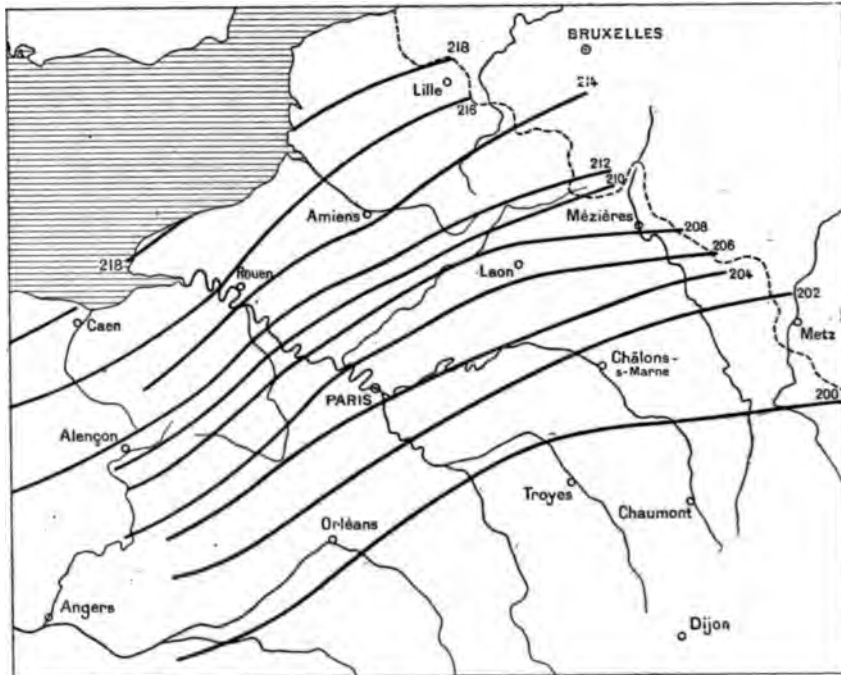 BRUXELLES
218
Lille
216
214
212
210
Amiens
Mézières
208
218
Rouen
Laon
206
204
202
Caen
Metz
Châlons-
s-Marne
PARIS
200
Alençon
Troyes
Chaumont
Orléans
Angers
Dijon